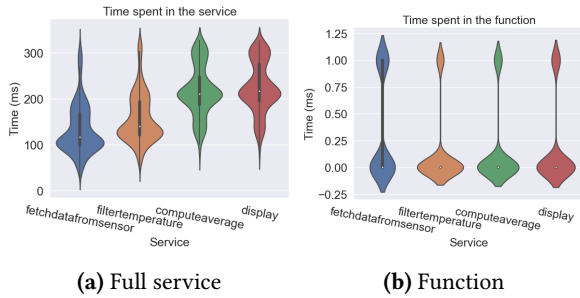 Time spent in the service
Time (ms)
300
200
100
0
fetchdatafromsensor
filtertemperature
computeaverage
display
Service
(a) Full service
Time spent in the function
Time (ms)
1.25
1.00
0.75
0.50
0.25
0.00
−0.25
fetchdatafromsensor
filtertemperature
computeaverage
display
Service
(b) Function